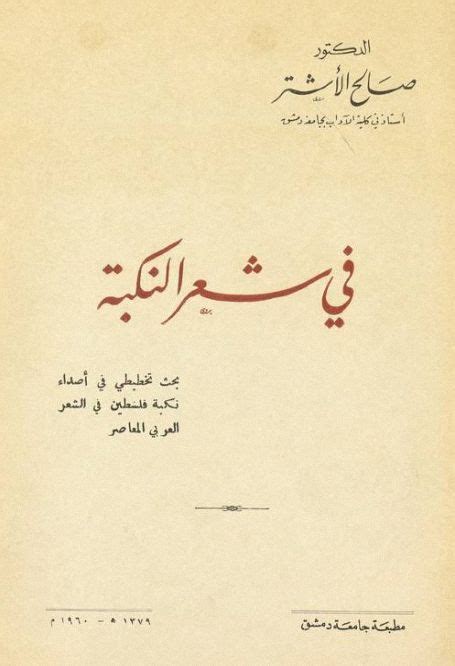 الدكتور
صالح الأشتر
أستاذ في كلية الآداب بجامعة دمشق
في شعر النكبة
بحث تخطيطي في أصداء
نكبة فلسطين في الشعر
العربي المعاصر
مطبعة جامعة دمشق
١٣٧٩ هـ - ١٩٦٠ م